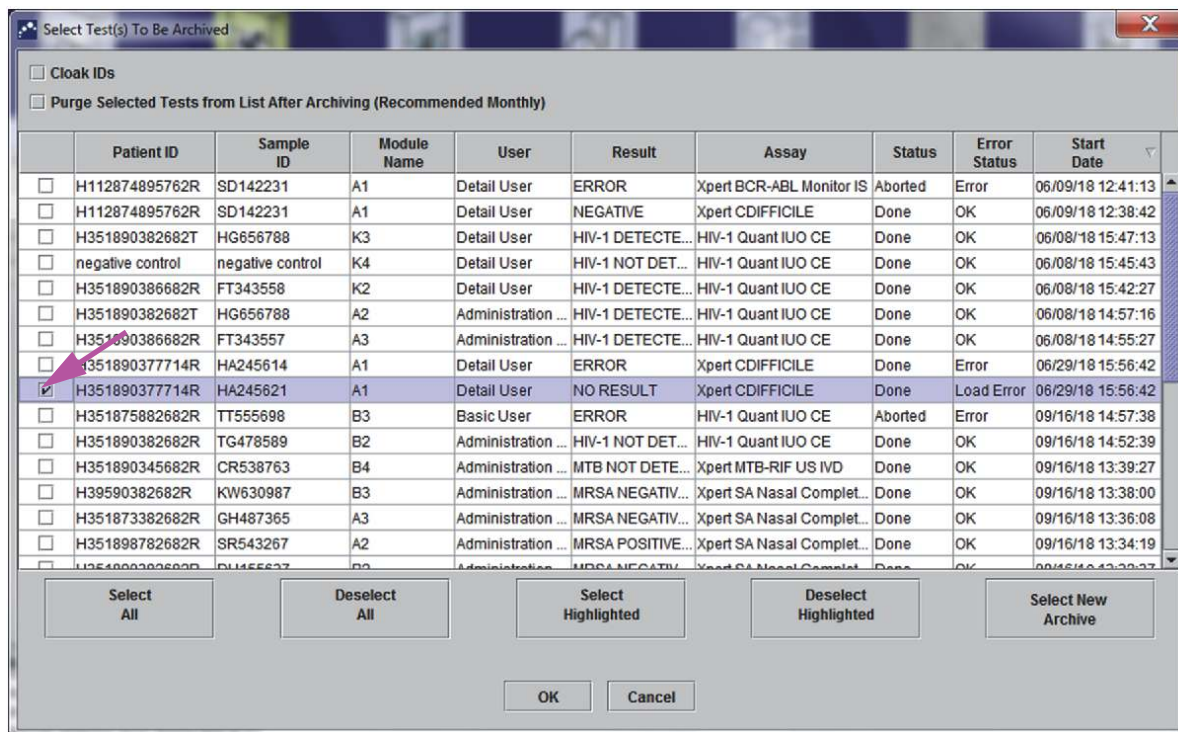 Select Test(s) To Be Archived
Cloak IDs
Purge Selected Tests from List After Archiving (Recommended Monthly)
Patient ID Sample ID Module Name User Result Assay Status Error Status Start Date
H112874895762R SD142231 A1 Detail User ERROR Xpert BCR-ABL Monitor IS Aborted Error 06/09/18 12:41:13
H112874895762R SD142231 A1 Detail User NEGATIVE Xpert CDIFFICILE Done OK 06/09/18 12:38:42
H351890382682T HG656788 K3 Detail User HIV-1 DETECTE... HIV-1 Quant IUO CE Done OK 06/08/18 15:47:13
negative control negative control K4 Detail User HIV-1 NOT DET... HIV-1 Quant IUO CE Done OK 06/08/18 15:45:43
H351890386682R FT343558 K2 Detail User HIV-1 DETECTE... HIV-1 Quant IUO CE Done OK 06/08/18 15:42:27
H351890382682T HG656788 A2 Administration ... HIV-1 DETECTE... HIV-1 Quant IUO CE Done OK 06/08/18 14:57:16
H351890386682R FT343557 A3 Administration ... HIV-1 DETECTE... HIV-1 Quant IUO CE Done OK 06/08/18 14:55:27
H351890377714R HA245614 A1 Detail User ERROR Xpert CDIFFICILE Done Error 06/29/18 15:56:42
H351890377714R HA245621 A1 Detail User NO RESULT Xpert CDIFFICILE Done Load Error 06/29/18 15:56:42
H351875882682R TT555698 B3 Basic User ERROR HIV-1 Quant IUO CE Aborted Error 09/16/18 14:57:38
H351890382682R TG478589 B2 Administration ... HIV-1 NOT DET... HIV-1 Quant IUO CE Done OK 09/16/18 14:52:39
H351890345682R CR538763 B4 Administration ... MTB NOT DETE... Xpert MTB-RIF US IVD Done OK 09/16/18 13:39:27
H39590382682R KW630987 B3 Administration ... MRSA NEGATIV... Xpert SA Nasal Complet... Done OK 09/16/18 13:38:00
H351873382682R GH487365 A3 Administration ... MRSA NEGATIV... Xpert SA Nasal Complet... Done OK 09/16/18 13:36:08
H351898782682R SR543267 A2 Administration ... MRSA POSITIVE... Xpert SA Nasal Complet... Done OK 09/16/18 13:34:19
Select All Deselect All Select Highlighted Deselect Highlighted Select New Archive
OK Cancel